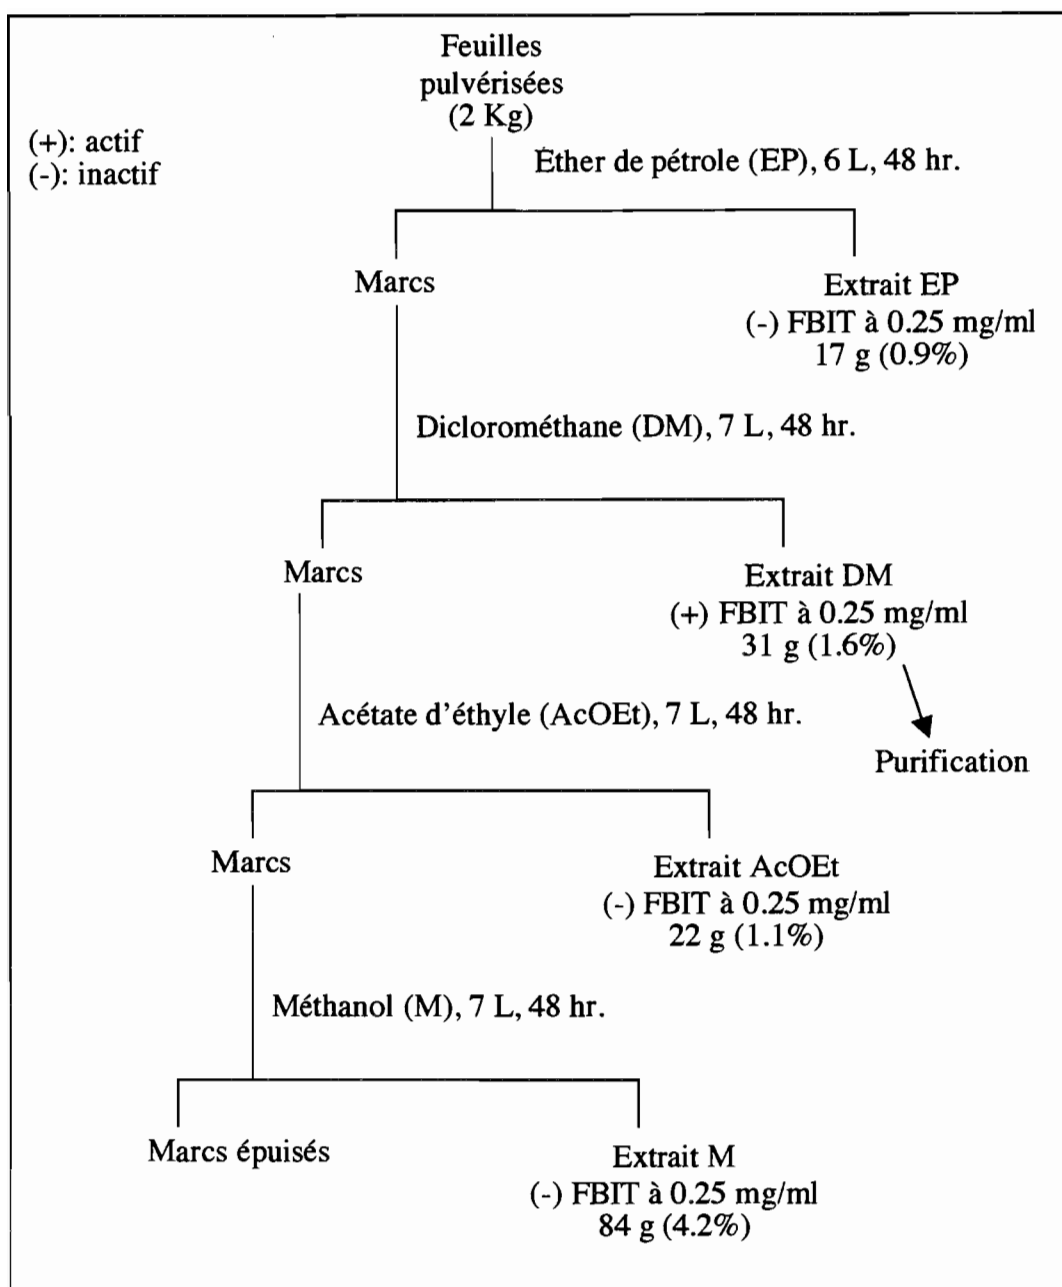 Feuilles
pulvérisées
(2 Kg)
(+): actif
(-): inactif
Éther de pétrole (EP), 6 L, 48 hr.
Marcs
Extrait EP
(-) FBIT à 0.25 mg/ml
17 g (0.9%)
Diclorométhane (DM), 7 L, 48 hr.
Marcs
Extrait DM
(+) FBIT à 0.25 mg/ml
31 g (1.6%)
Acétate d'éthyle (AcOEt), 7 L, 48 hr.
Purification
Marcs
Extrait AcOEt
(-) FBIT à 0.25 mg/ml
22 g (1.1%)
Méthanol (M), 7 L, 48 hr.
Marcs épuisés
Extrait M
(-) FBIT à 0.25 mg/ml
84 g (4.2%)